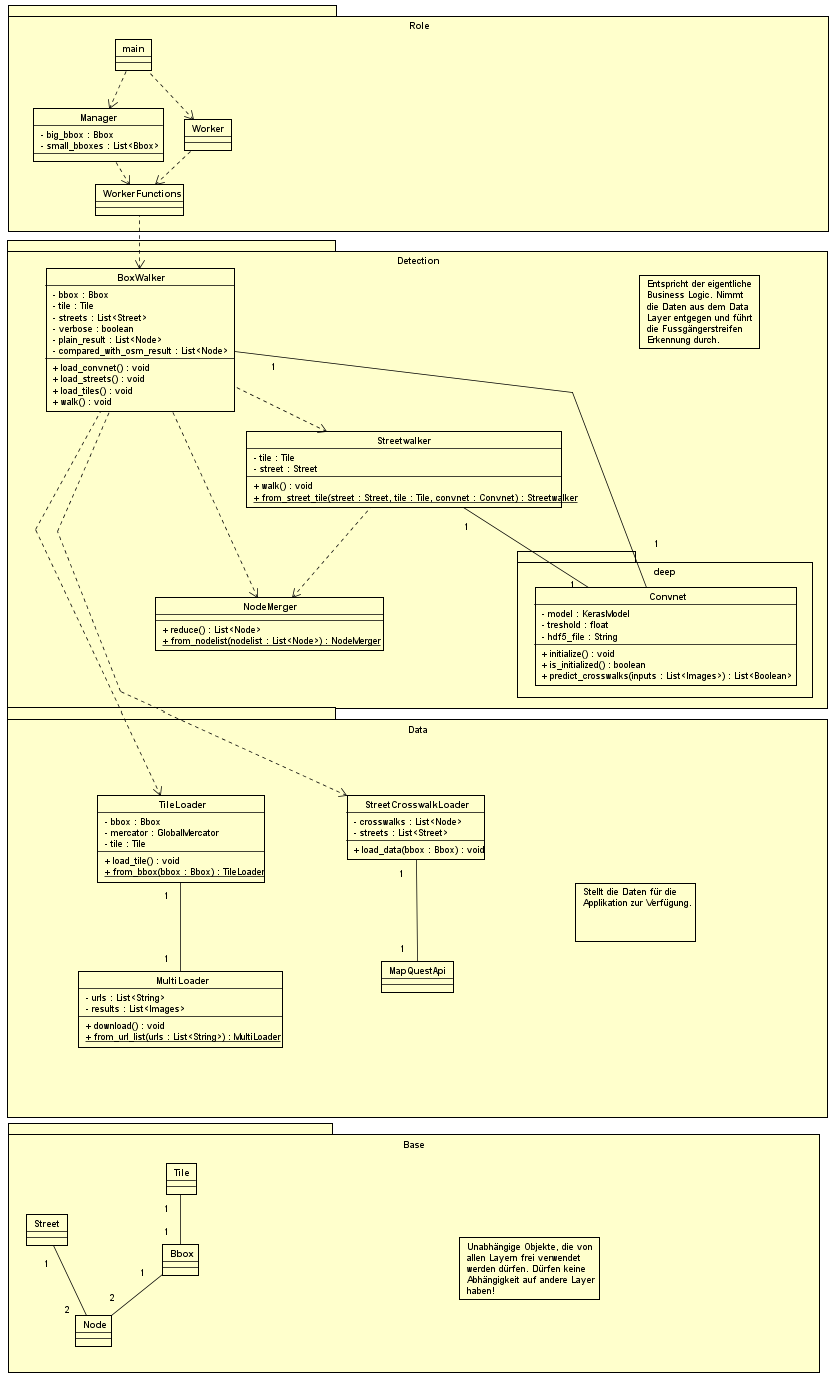 Role
main
Manager
- big_bbox : Bbox
- small_bboxes : List<Bbox>
Worker
WorkerFunctions
Detection
BoxWalker
- bbox : Bbox
- tile : Tile
- streets : List<Street>
- verbose : boolean
- plain_result : List<Node>
- compared_with_osm_result : List<Node>
+ load_convnet() : void
+ load_streets() : void
+ load_tiles() : void
+ walk() : void
Entspricht der eigentliche
Business Logic. Nimmt
die Daten aus dem Data
Layer entgegen und führt
die Fussgängerstreifen
Erkennung durch.
1
Streetwalker
- tile : Tile
- street : Street
+ walk() : void
+ from_street_tile(street : Street, tile : Tile, convnet : Convnet) : Streetwalker
1
1
deep
1
Convnet
- model : KerasModel
- treshold : float
- hdf5_file : String
+ initialize() : void
+ is_initialized() : boolean
+ predict_crosswalks(inputs : List<Images>) : List<Boolean>
NodeMerger
+ reduce() : List<Node>
+ from_nodelist(nodelist : List<Node>) : NodeMerger
Data
TileLoader
- bbox : Bbox
- mercator : GlobalMercator
- tile : Tile
+ load_tile() : void
+ from_bbox(bbox : Bbox) : TileLoader
StreetCrosswalkLoader
- crosswalks : List<Node>
- streets : List<Street>
+ load_data(bbox : Bbox) : void
1
1
Stellt die Daten für die
Applikation zur Verfügung.
1
1
MultiLoader
- urls : List<String>
- results : List<Images>
+ download() : void
+ from_url_list(urls : List<String>) : MultiLoader
MapQuestApi
Base
Tile
1
1
Street
Bbox
1
1
2
2
Node
Unabhängige Objekte, die von
allen Layern frei verwendet
werden dürfen. Dürfen keine
Abhängigkeit auf andere Layer
haben!